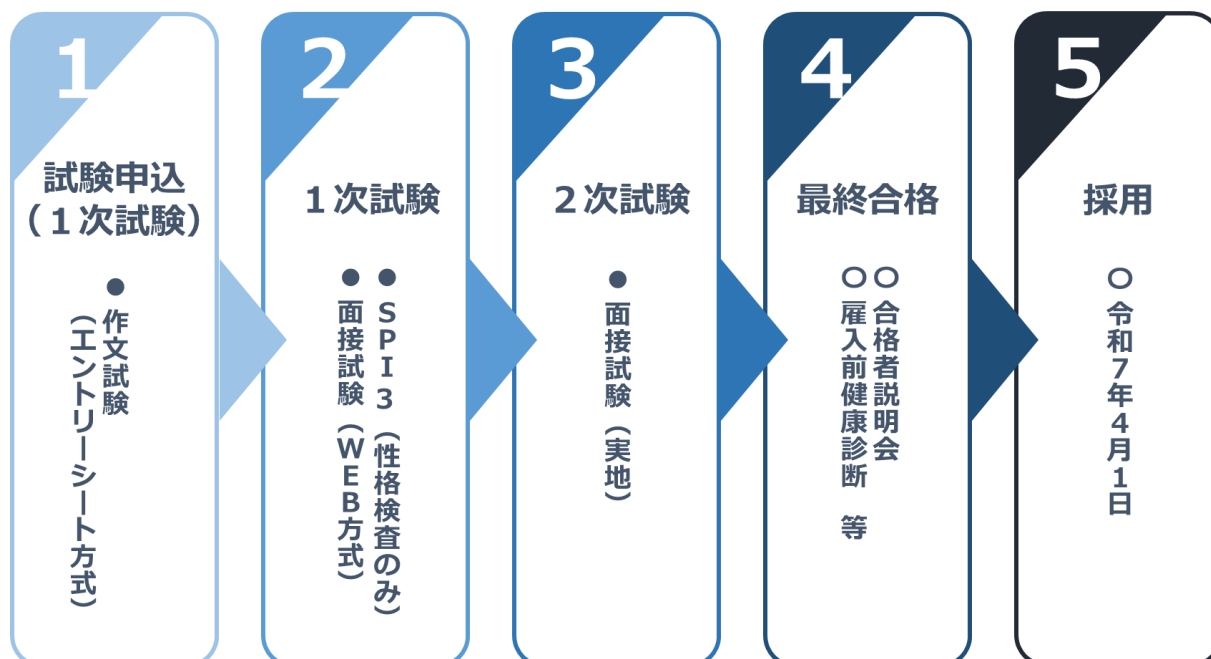 1
試験申込
（１次試験）
● 作文試験
（エントリーシート方式）
2
１次試験
● ＳＰＩ３（性格検査のみ）
● 面接試験（ＷＥＢ方式）
3
２次試験
● 面接試験（実地）
4
最終合格
〇 合格者説明会
〇 雇入前健康診断　等
5
採用
〇 令和７年４月１日